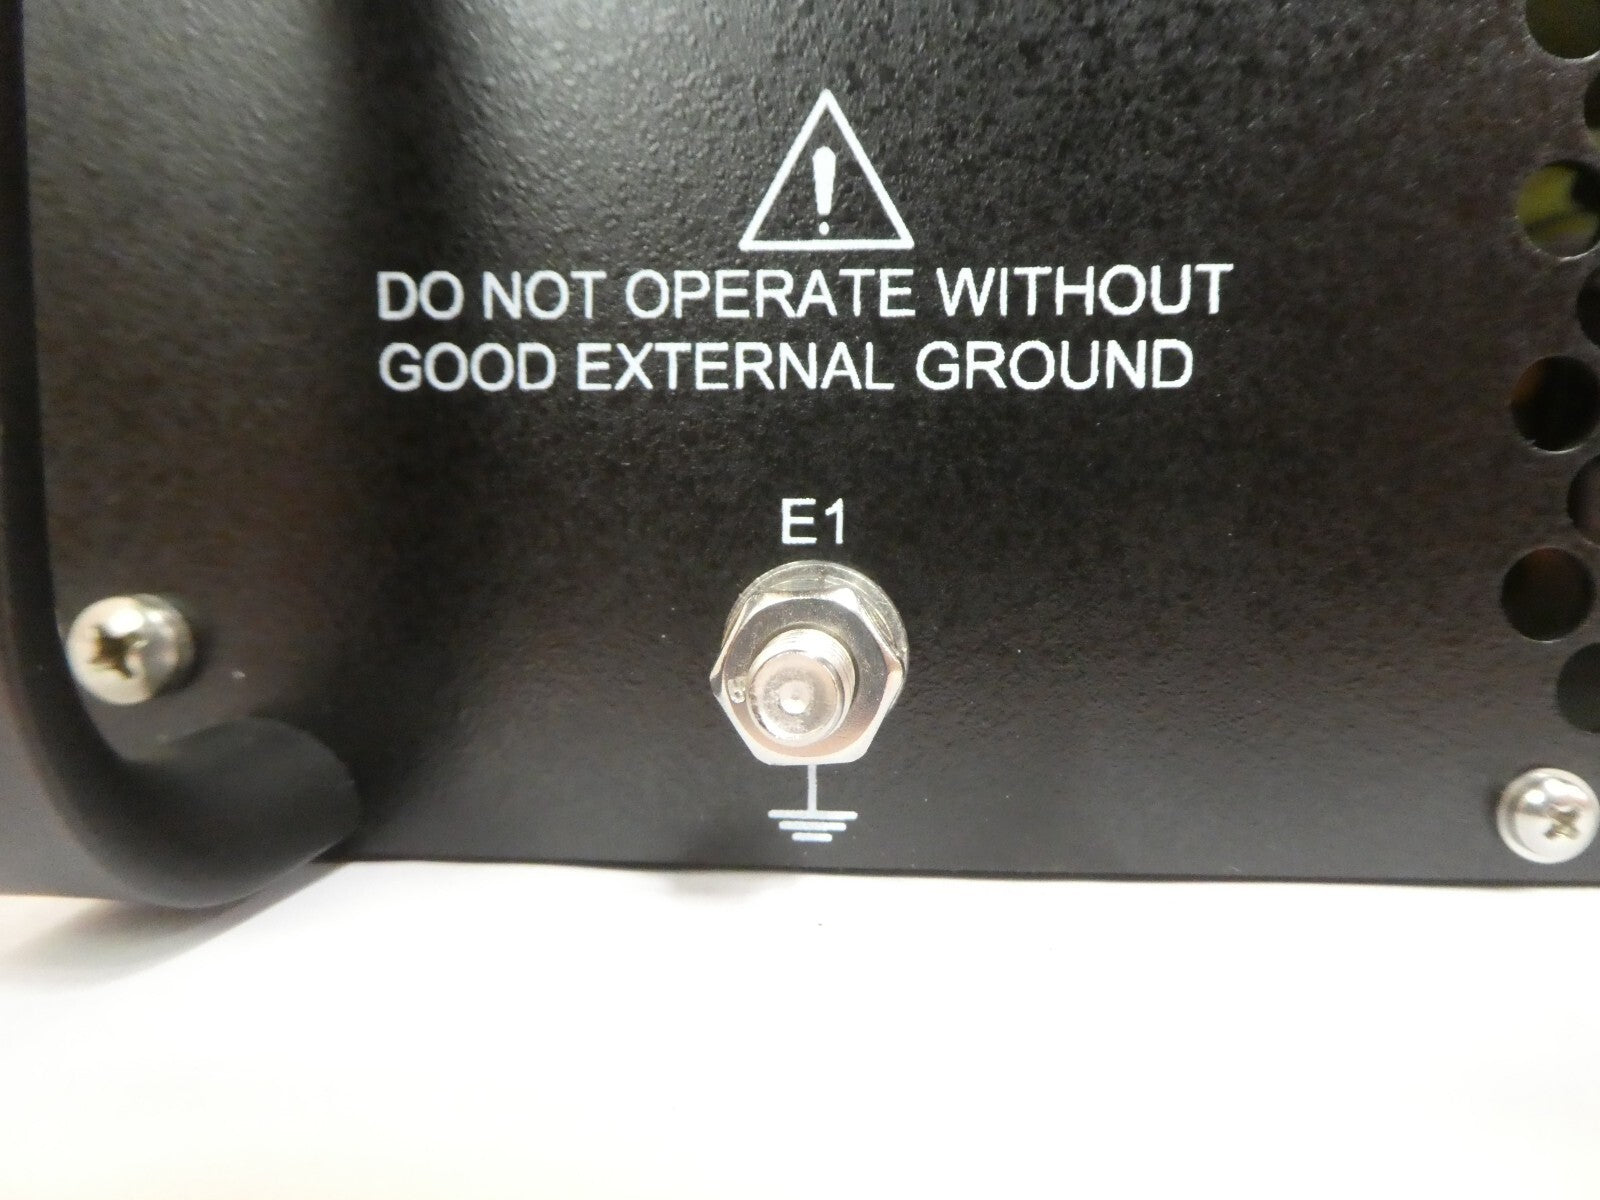 DO NOT OPERATE WITHOUT
GOOD EXTERNAL GROUND
E1